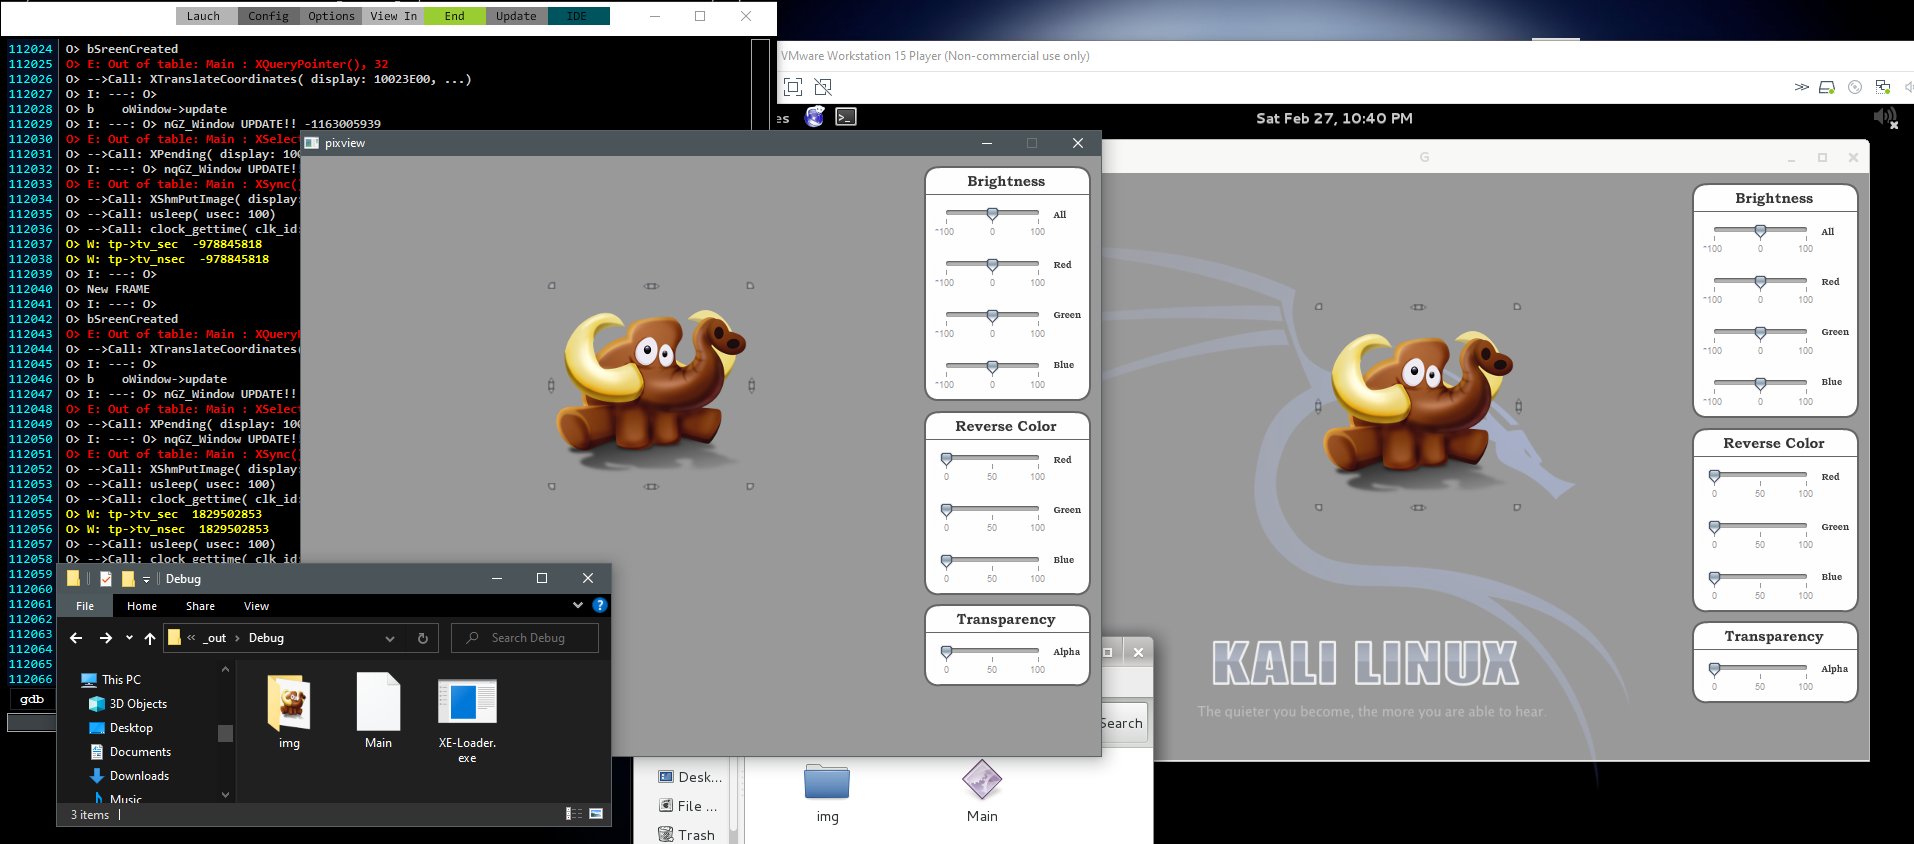 Lauch Config Options View In End Update IDE
112024 O> bSreenCreated
112025 O> E: Out of table: Main : XQueryPointer(), 32
112026 O> -->Call: XTranslateCoordinates( display: 10023E00, ...)
112027 O> I: ---: O>
112028 O> b    oWindow->update
112029 O> I: ---: O> nGZ_Window UPDATE!! -1163005939
112030 O> E: Out of table: Main : XSelect
112031 O> -->Call: XPending( display: 100
112032 O> I: ---: O> nqGZ_Window UPDATE!
112033 O> E: Out of table: Main : XSync()
112034 O> -->Call: XShmPutImage( display:
112035 O> -->Call: usleep( usec: 100)
112036 O> -->Call: clock_gettime( clk_id:
112037 O> W: tp->tv_sec  -978845818
112038 O> W: tp->tv_nsec  -978845818
112039 O> I: ---: O>
112040 O> New FRAME
112041 O> I: ---: O>
112042 O> bSreenCreated
112043 O> E: Out of table: Main : XQueryP
112044 O> -->Call: XTranslateCoordinates(
112045 O> I: ---: O>
112046 O> b    oWindow->update
112047 O> I: ---: O> nGZ_Window UPDATE!!
112048 O> E: Out of table: Main : XSelect
112049 O> -->Call: XPending( display: 100
112050 O> I: ---: O> nqGZ_Window UPDATE!
112051 O> E: Out of table: Main : XSync()
112052 O> -->Call: XShmPutImage( display:
112053 O> -->Call: usleep( usec: 100)
112054 O> -->Call: clock_gettime( clk_id:
112055 O> W: tp->tv_sec  1829502853
112056 O> W: tp->tv_nsec  1829502853
112057 O> -->Call: usleep( usec: 100)
112058 O> -->Call: clock_gettime( clk_id:
112059
112060
112061
112062
112063
112064
112065
112066
gdb
pixview
Brightness
All
-100 0 100
Red
-100 0 100
Green
-100 0 100
Blue
-100 0 100
Reverse Color
Red
0 50 100
Green
0 50 100
Blue
0 50 100
Transparency
Alpha
0 50 100
Debug
File Home Share View
« _out › Debug
Search Debug
This PC
3D Objects
Desktop
Documents
Downloads
Music
img
Main
XE-Loader.
exe
3 items
VMware Workstation 15 Player (Non-commercial use only)
es
Sat Feb 27, 10:40 PM
G
Brightness
All
-100 0 100
Red
-100 0 100
Green
-100 0 100
Blue
-100 0 100
Reverse Color
Red
0 50 100
Green
0 50 100
Blue
0 50 100
Transparency
Alpha
0 50 100
KALI LINUX
The quieter you become, the more you are able to hear.
Search
Desk...
File ...
Trash
img
Main